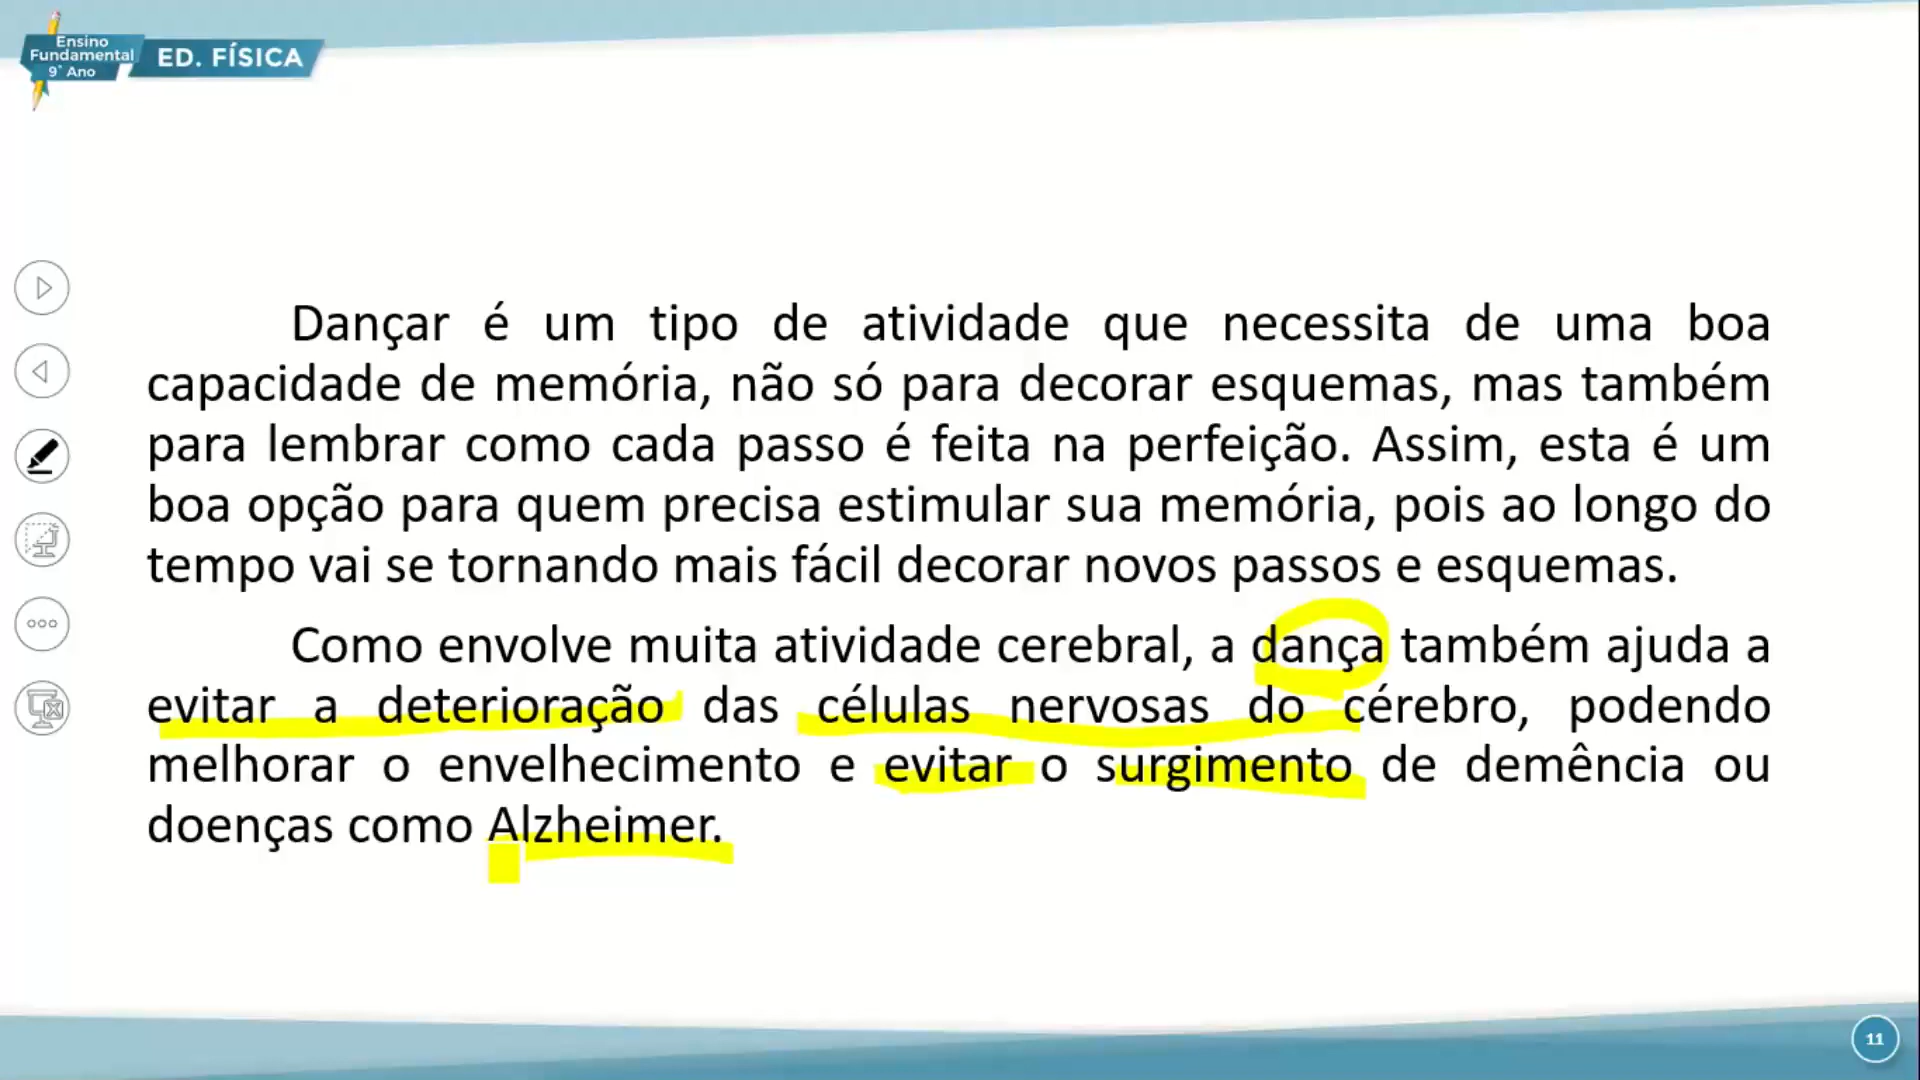 Ensino
Fundamental
9° Ano
ED. FÍSICA
Dançar é um tipo de atividade que necessita de uma boa
capacidade de memória, não só para decorar esquemas, mas também
para lembrar como cada passo é feita na perfeição. Assim, esta é um
boa opção para quem precisa estimular sua memória, pois ao longo do
tempo vai se tornando mais fácil decorar novos passos e esquemas.
Como envolve muita atividade cerebral, a dança também ajuda a
evitar a deterioração das células nervosas do cérebro, podendo
melhorar o envelhecimento e evitar o surgimento de demência ou
doenças como Alzheimer.
11